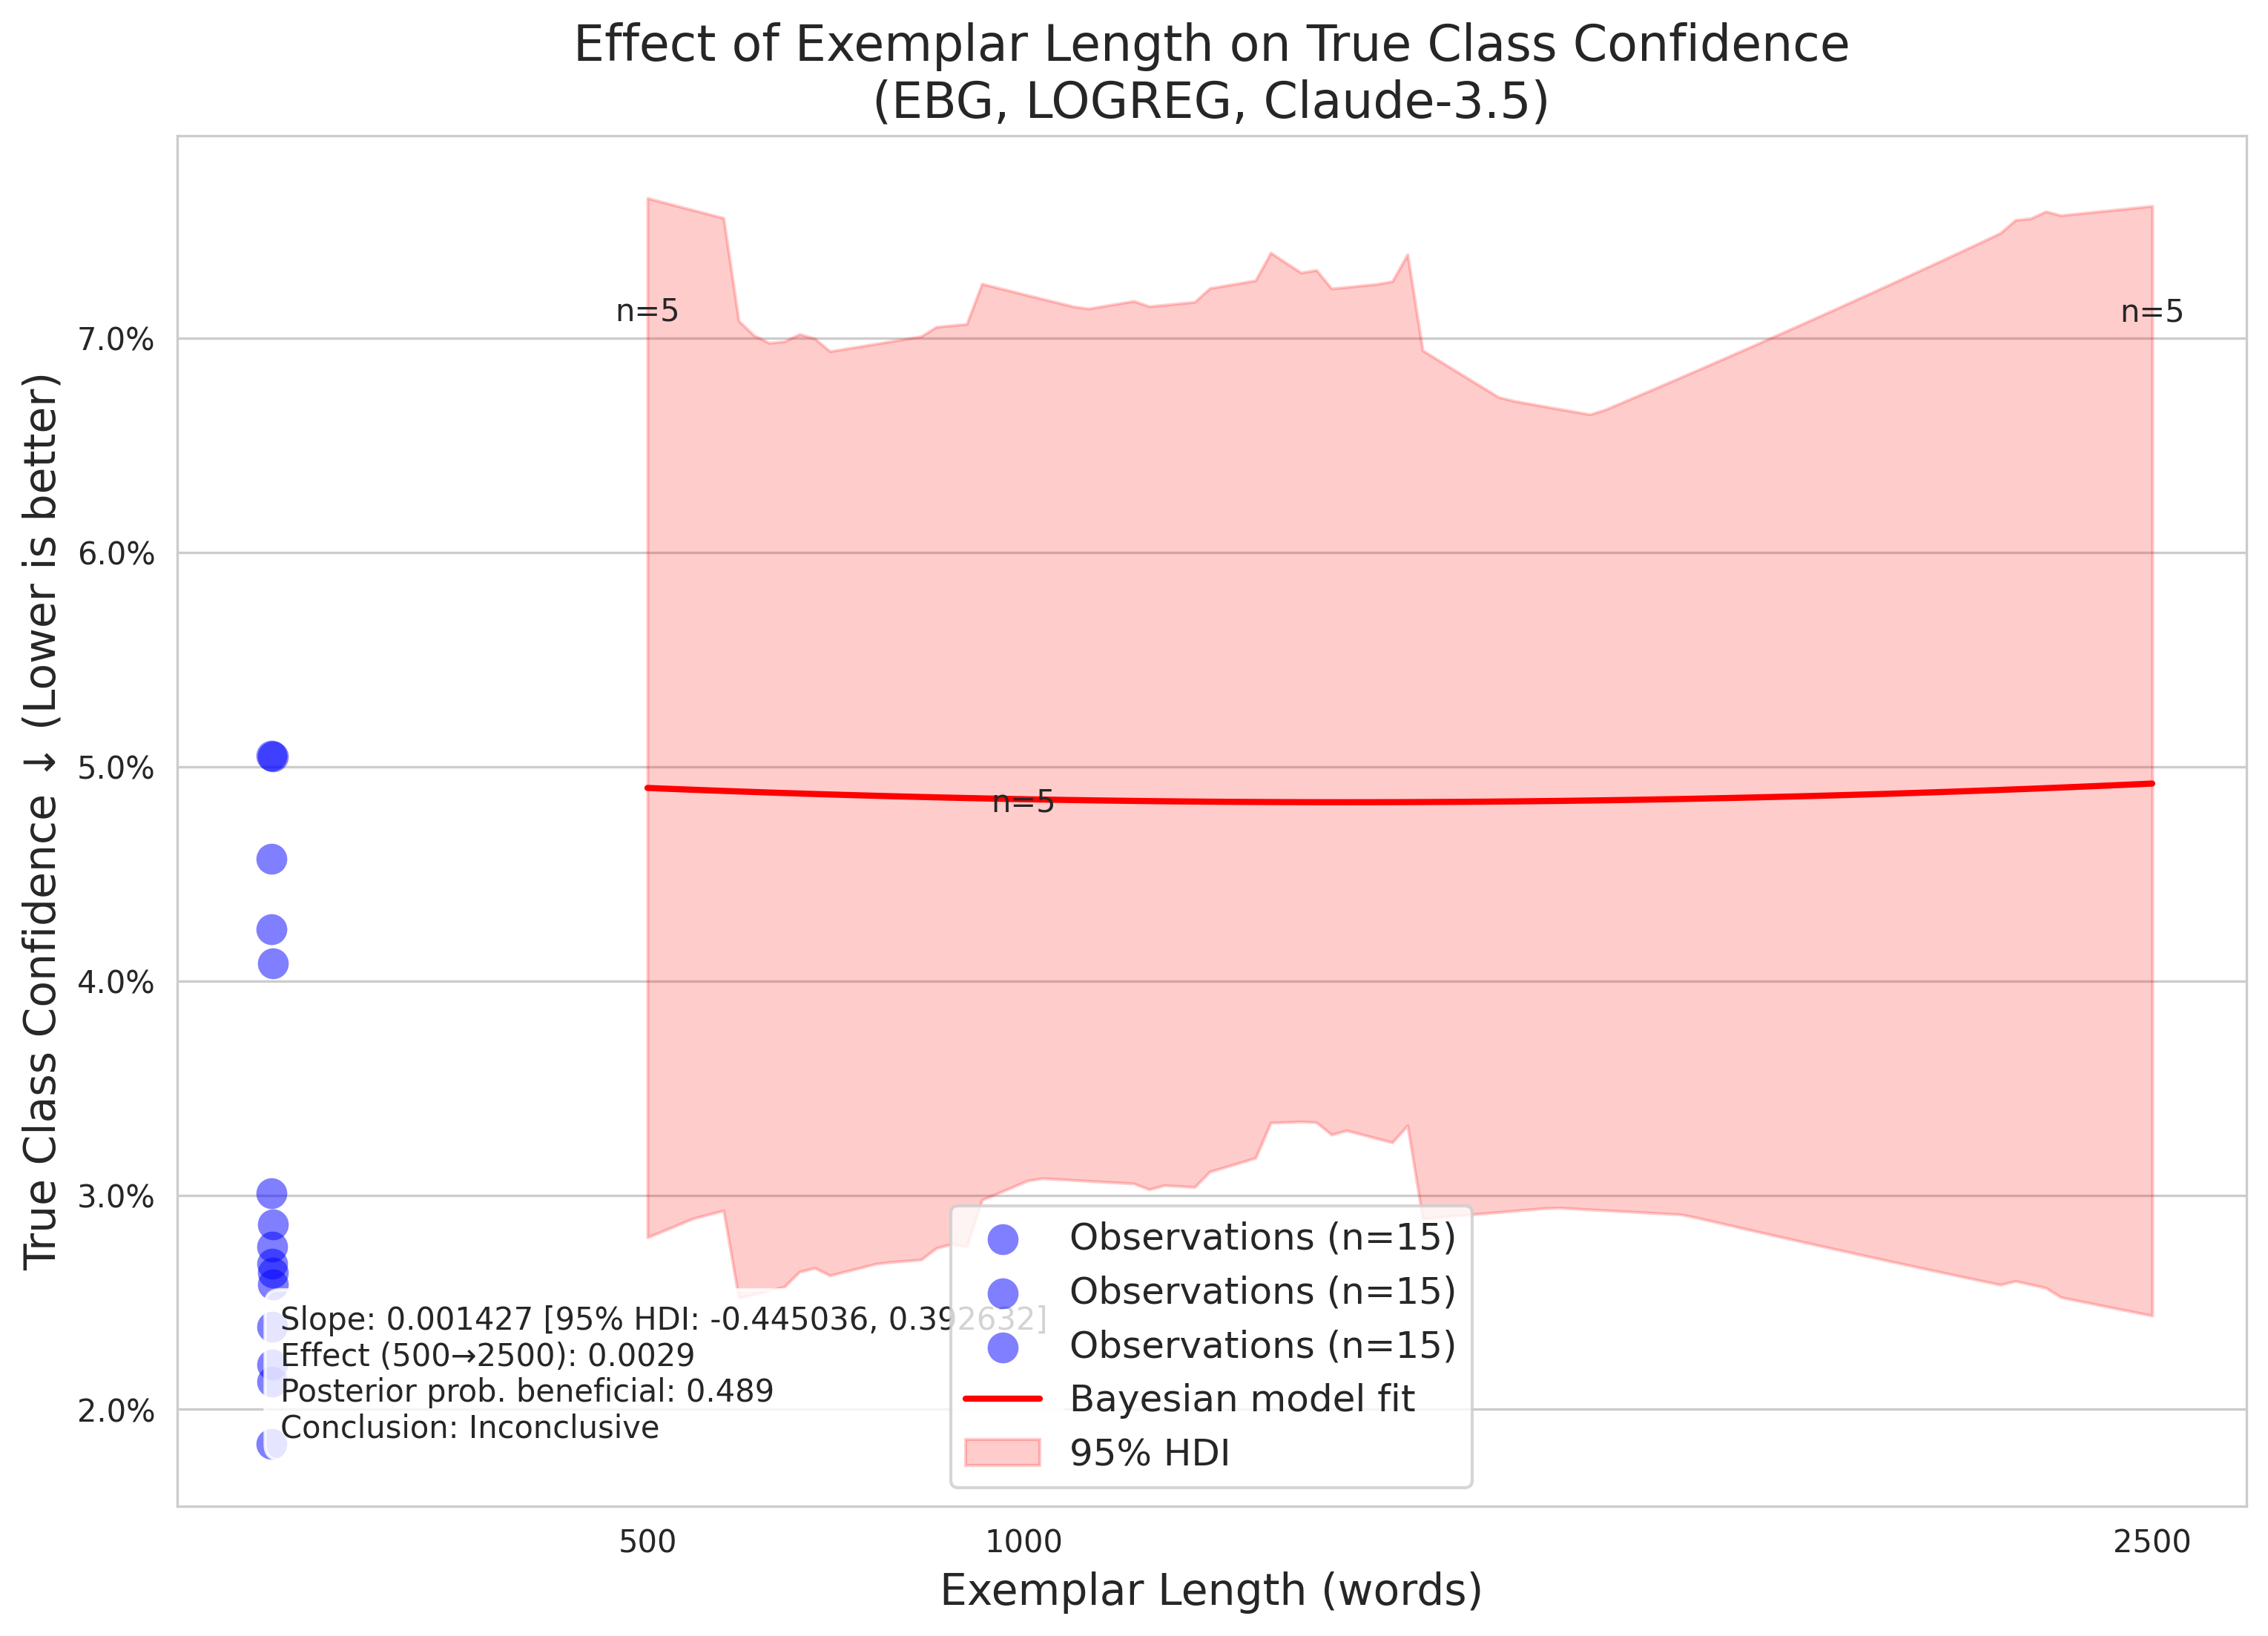 Effect of Exemplar Length on True Class Confidence
(EBG, LOGREG, Claude-3.5)
True Class Confidence ↓ (Lower is better)
7.0%
6.0%
5.0%
4.0%
3.0%
2.0%
n=5
n=5
n=5
Slope: 0.001427 [95% HDI: -0.445036, 0.392632]
Effect (500→2500): 0.0029
Posterior prob. beneficial: 0.489
Conclusion: Inconclusive
Observations (n=15)
Observations (n=15)
Observations (n=15)
Bayesian model fit
95% HDI
500
1000
2500
Exemplar Length (words)